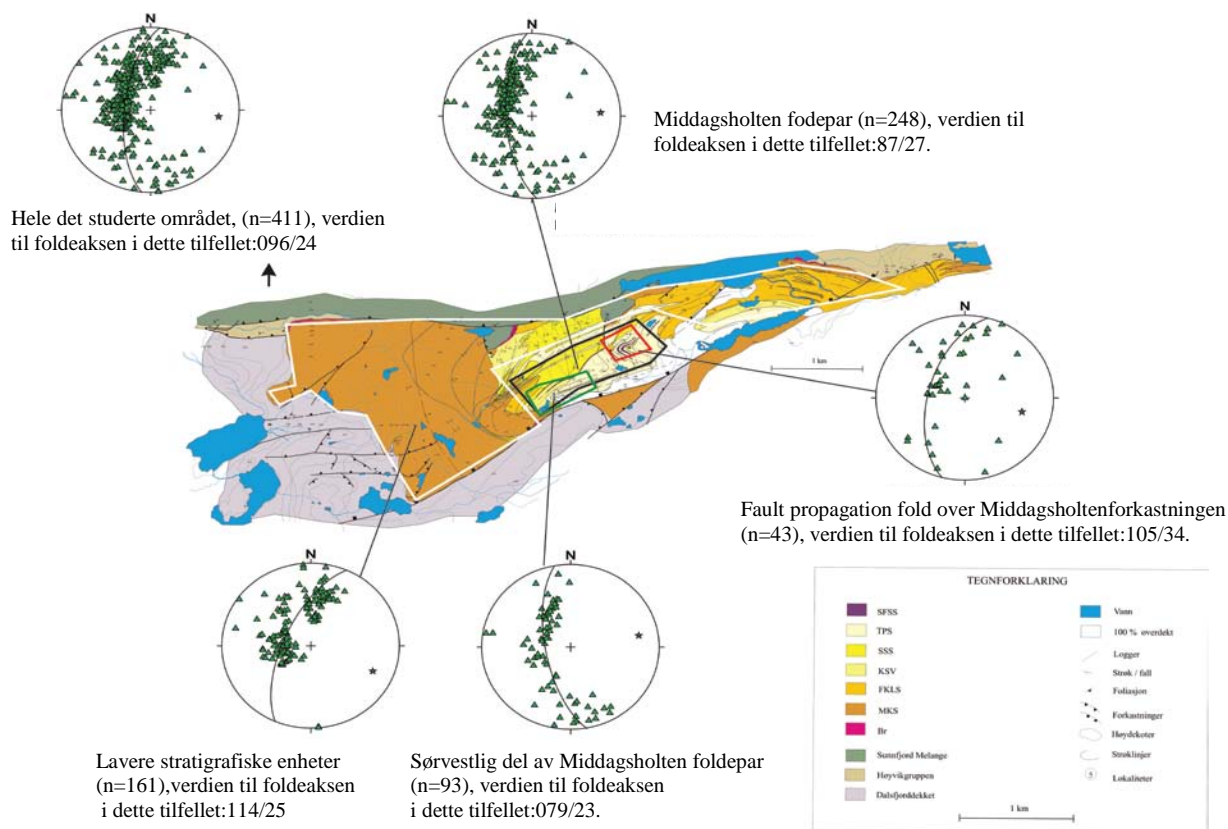 N
N
Middagsholten fodepar (n=248), verdien til
foldeaksen i dette tilfellet:87/27.
Hele det studerte området, (n=411), verdien
til foldeaksen i dette tilfellet:096/24
N
1 km
Fault propagation fold over Middagsholtenforkastningen
(n=43), verdien til foldeaksen i dette tilfellet:105/34.
N
N
Lavere stratigrafiske enheter
(n=161),verdien til foldeaksen
i dette tilfellet:114/25
Sørvestlig del av Middagsholten foldepar
(n=93), verdien til foldeaksen
i dette tilfellet:079/23.
TEGNFORKLARING
SFSS
TPS
SSS
KSV
FKLS
MKS
Br
Sunnfjord Melange
Høyvikgruppen
Dalsfjorddekket
Vann
100 % overdekt
Logger
Strøk / fall
Foliasjon
Forkastninger
Høydekoter
Strøklinjer
5 Lokaliteter
1 km